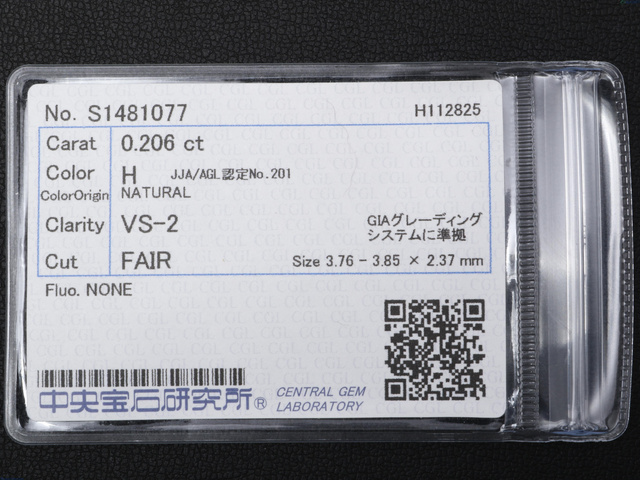 No. S1481077 H112825
Carat 0.206 ct
Color H JJA/AGL認定No.201
ColorOrigin NATURAL
Clarity VS-2 GIAグレーディング
システムに準拠
Cut FAIR Size 3.76 - 3.85 × 2.37 mm
Fluo. NONE
中央宝石研究所® CENTRAL GEM
LABORATORY